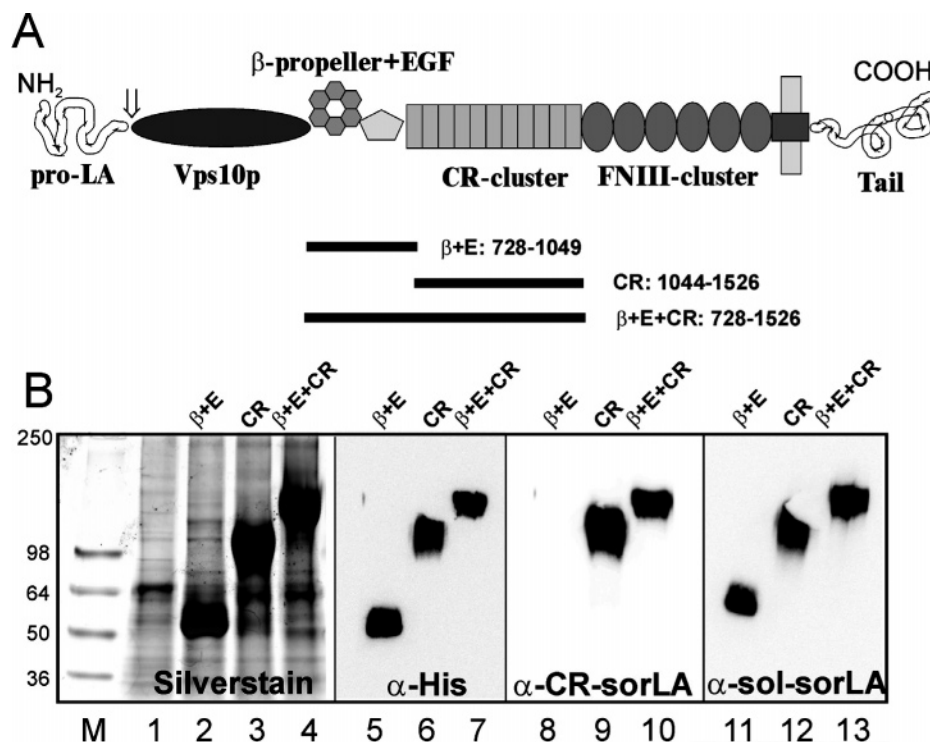 A
β-propeller+EGF
NH2
COOH
pro-LA
Vps10p
CR-cluster
FNIII-cluster
Tail
β+E: 728-1049
CR: 1044-1526
β+E+CR: 728-1526
B
β+E CR β+E+CR β+E CR β+E+CR β+E CR β+E+CR β+E CR β+E+CR
250
98
64
50
36
Silverstain α-His α-CR-sorLA α-sol-sorLA
M 1 2 3 4 5 6 7 8 9 10 11 12 13